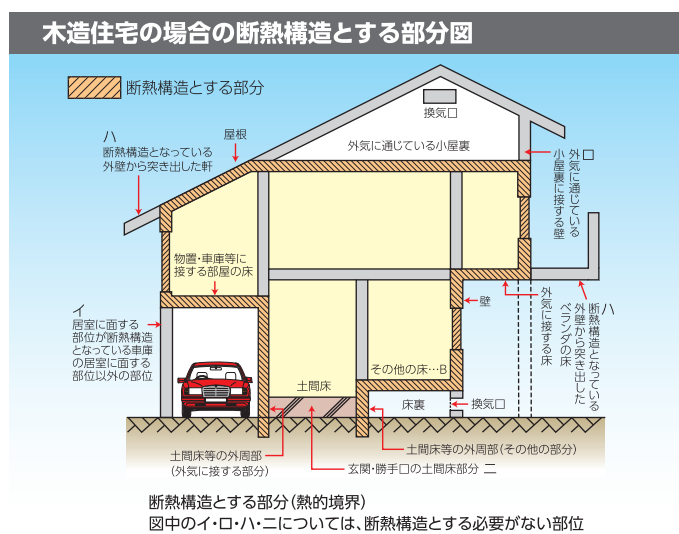 木造住宅の場合の断熱構造とする部分図
断熱構造とする部分
換気口
ハ
断熱構造となっている
外壁から突き出した軒
屋根
外気に通じている小屋裏
ロ
外気に通じている
小屋裏に接する壁
物置・車庫等に
接する部屋の床
イ
居室に面する
部位が断熱構造
となっている車庫
の居室に面する
部位以外の部位
壁
外気に接する床
ハ
断熱構造となっている
外壁から突き出した
ベランダの床
土間床
その他の床…B
床裏
換気口
土間床等の外周部
(外気に接する部分)
土間床等の外周部(その他の部分)
玄関・勝手口の土間床部分 ニ
断熱構造とする部分(熱的境界)
図中のイ・ロ・ハ・ニについては、断熱構造とする必要がない部位